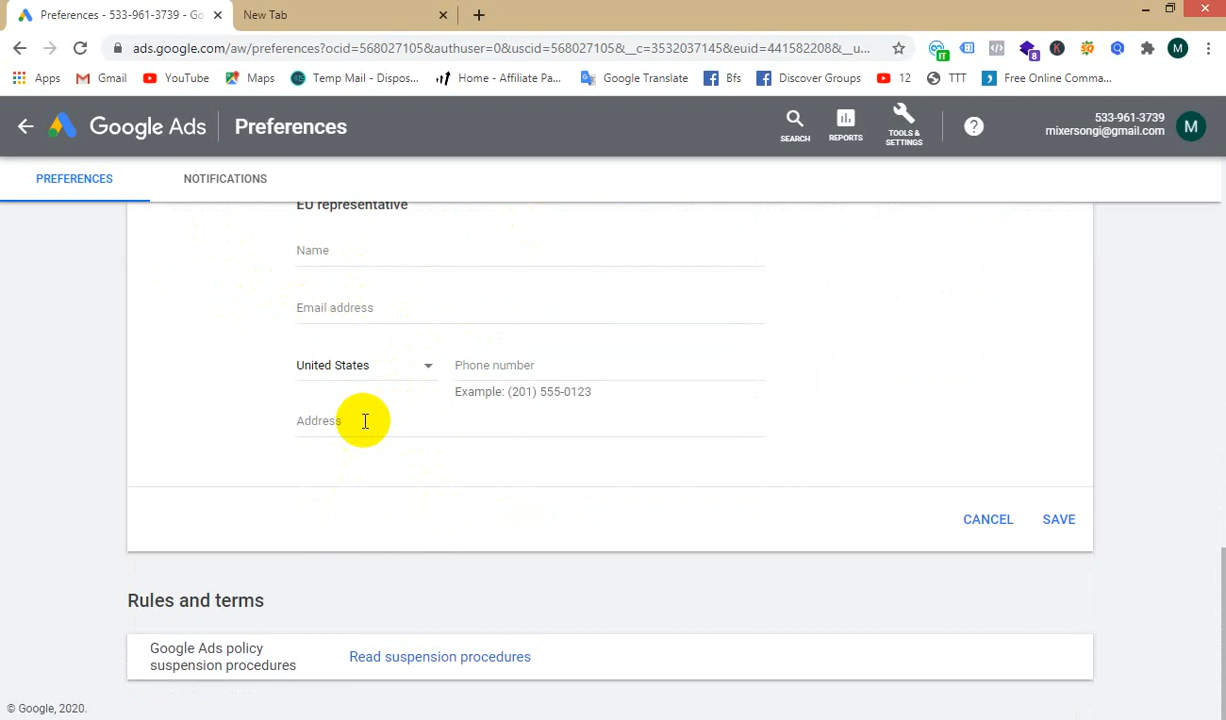 Preferences - 533-961-3739 - Go
New Tab
ads.google.com/aw/preferences?ocid=568027105&authuser=0&uscid=568027105&__c=3532037145&euid=441582208&__u...
Apps
Gmail
YouTube
Maps
Temp Mail - Dispos...
Home - Affiliate Pa...
Google Translate
Bfs
Discover Groups
12
TTT
Free Online Comma...
IT
8
K
M
Google Ads
Preferences
SEARCH
REPORTS
TOOLS &
SETTINGS
?
533-961-3739
mixersongi@gmail.com
M
PREFERENCES
NOTIFICATIONS
EU representative
Name
Email address
United States
Phone number
Example: (201) 555-0123
Address
CANCEL
SAVE
Rules and terms
Google Ads policy
suspension procedures
Read suspension procedures
© Google, 2020.